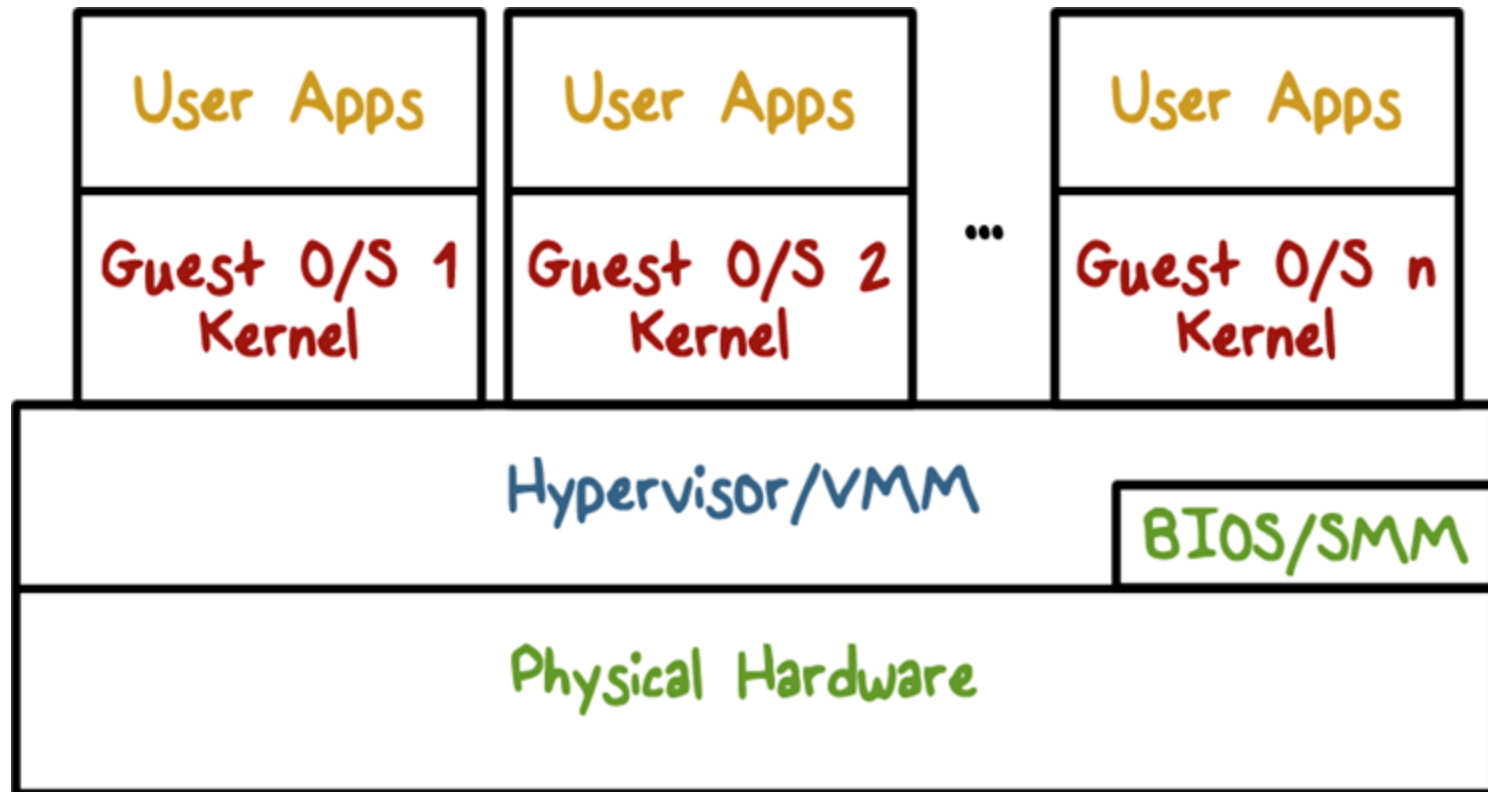 User Apps
User Apps
User Apps
Guest O/S 1
Kernel
Guest O/S 2
Kernel
...
Guest O/S n
Kernel
Hypervisor/VMM
BIOS/SMM
Physical Hardware